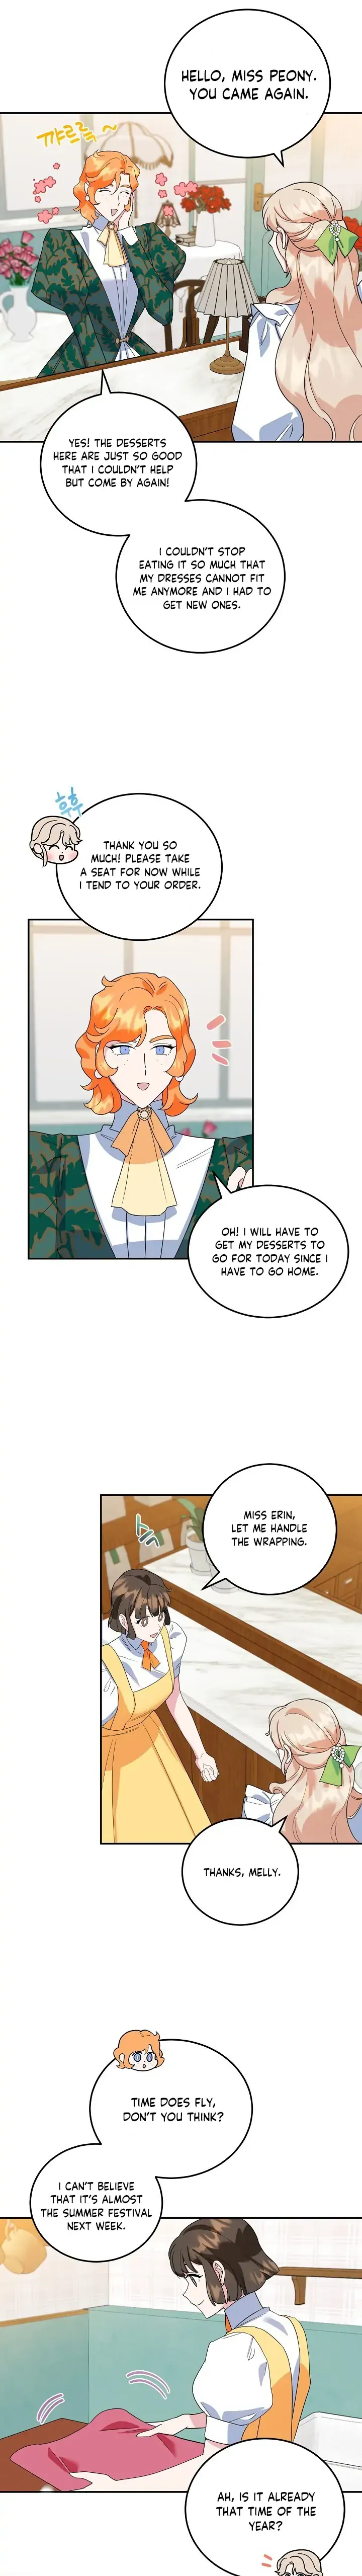 HELLO, MISS PEONY.
YOU CAME AGAIN.
꺄르륵~
YES! THE DESSERTS
HERE ARE JUST SO GOOD
THAT I COULDN'T HELP
BUT COME BY AGAIN!
I COULDN'T STOP
EATING IT SO MUCH THAT
MY DRESSES CANNOT FIT
ME ANYMORE AND I HAD TO
GET NEW ONES.
후후
THANK YOU SO
MUCH! PLEASE TAKE
A SEAT FOR NOW WHILE
I TEND TO YOUR ORDER.
OH! I WILL HAVE TO
GET MY DESSERTS TO
GO FOR TODAY SINCE I
HAVE TO GO HOME.
MISS ERIN,
LET ME HANDLE
THE WRAPPING.
THANKS, MELLY.
TIME DOES FLY,
DON'T YOU THINK?
I CAN'T BELIEVE
THAT IT'S ALMOST
THE SUMMER FESTIVAL
NEXT WEEK.
AH, IS IT ALREADY
THAT TIME OF THE
YEAR?